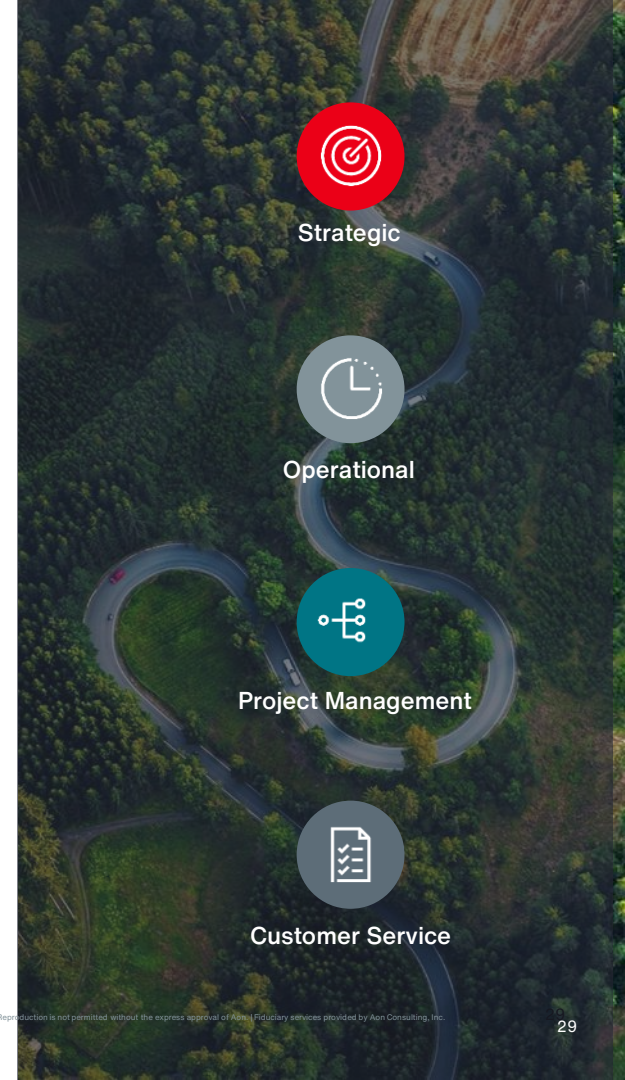 Strategic
Operational
Project Management
Customer Service
Reproduction is not permitted without the express approval of Aon. | Fiduciary services provided by Aon Consulting, Inc.
29